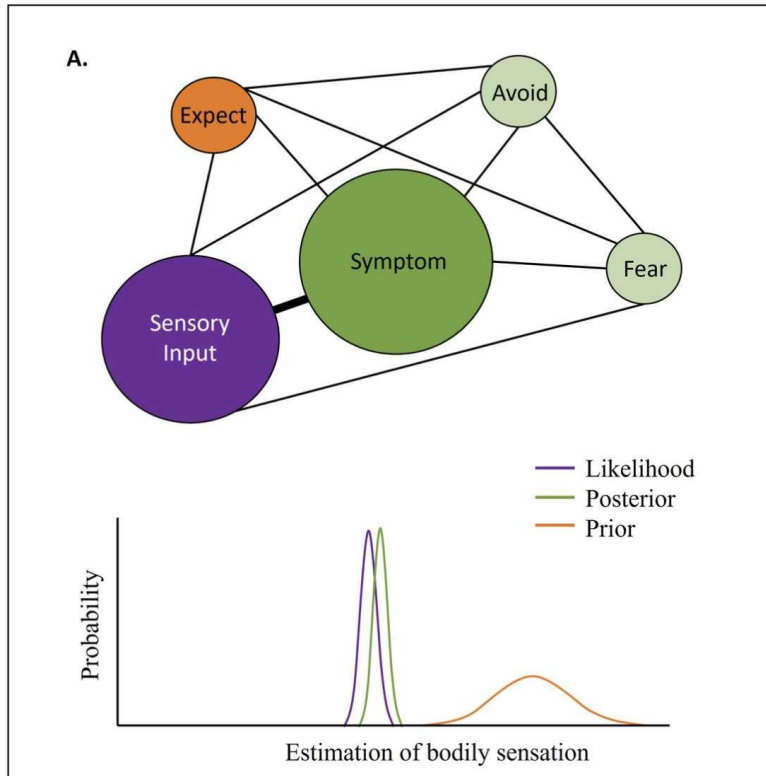 A.
Expect
Avoid
Symptom
Fear
Sensory
Input
Likelihood
Posterior
Prior
Probability
Estimation of bodily sensation